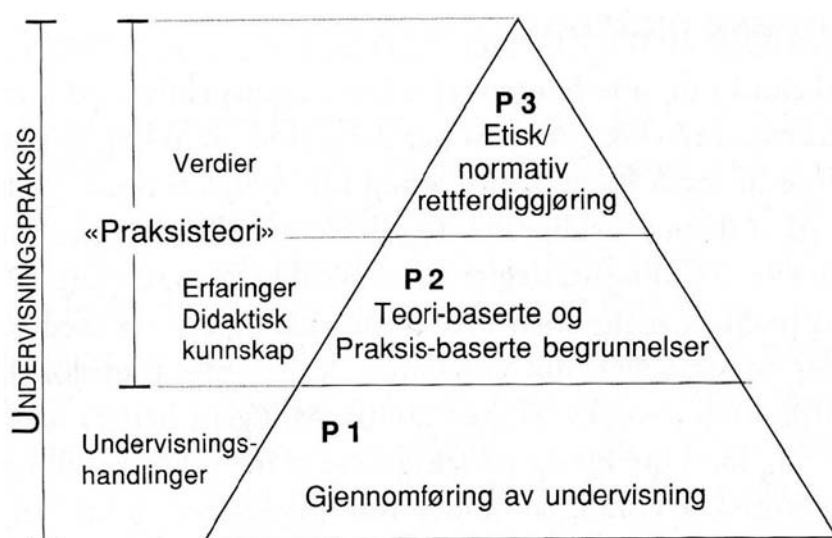 UNDERVISNINGSPRAKSIS
Verdier
«Praksisteori»
Erfaringer
Didaktisk
kunnskap
Undervisnings-
handlinger
P 3
Etisk/
normativ
rettferdiggjøring
P 2
Teori-baserte og
Praksis-baserte begrunnelser
P 1
Gjennomføring av undervisning